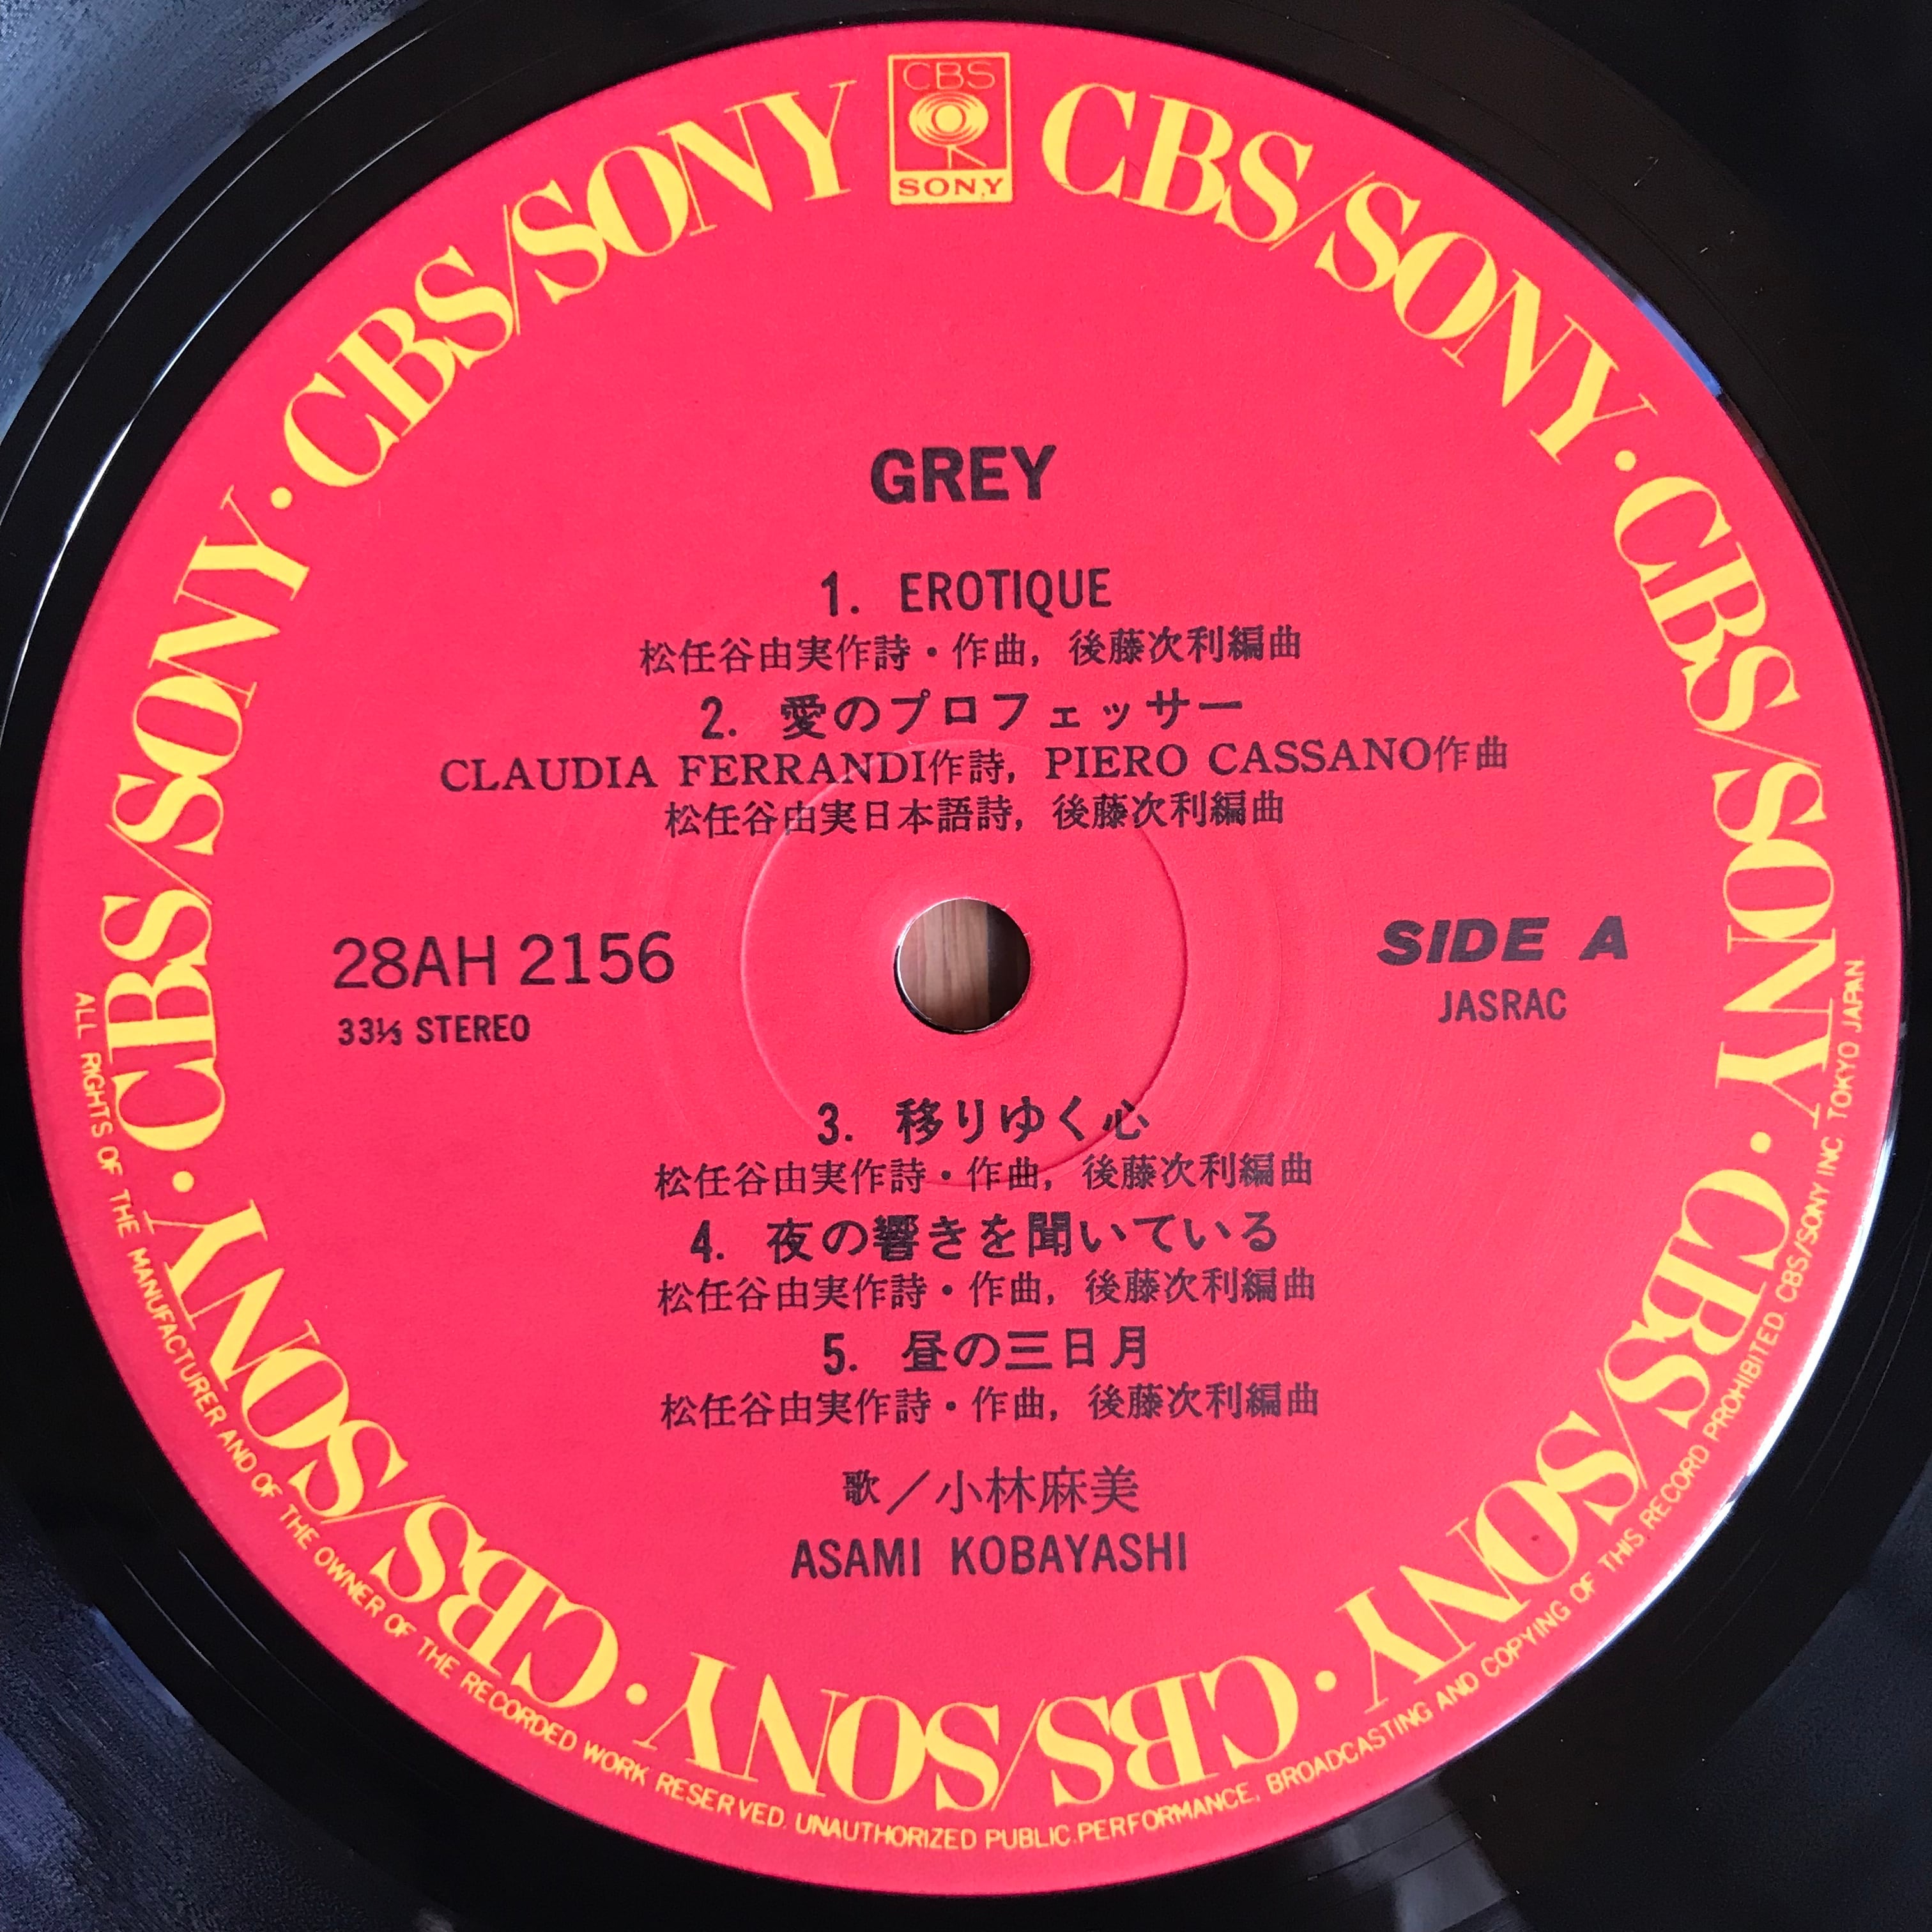 CBS
SONY
CBS/SONY · CBS/SONY · CBS/SONY · CBS/SONY · CBS/SONY · CBS/SONY · CBS/SONY
GREY
1. EROTIQUE
松任谷由実作詩・作曲, 後藤次利編曲
2. 愛のプロフェッサー
CLAUDIA FERRANDI作詩, PIERO CASSANO作曲
松任谷由実日本語詩, 後藤次利編曲
28AH 2156
33⅓ STEREO
SIDE A
JASRAC
3. 移りゆく心
松任谷由実作詩・作曲, 後藤次利編曲
4. 夜の響きを聞いている
松任谷由実作詩・作曲, 後藤次利編曲
5. 昼の三日月
松任谷由実作詩・作曲, 後藤次利編曲
歌／小林麻美
ASAMI KOBAYASHI
ALL RIGHTS OF THE MANUFACTURER AND OF THE OWNER OF THE RECORDED WORK RESERVED. UNAUTHORIZED PUBLIC PERFORMANCE, BROADCASTING AND COPYING OF THIS RECORD PROHIBITED. CBS/SONY INC TOKYO JAPAN